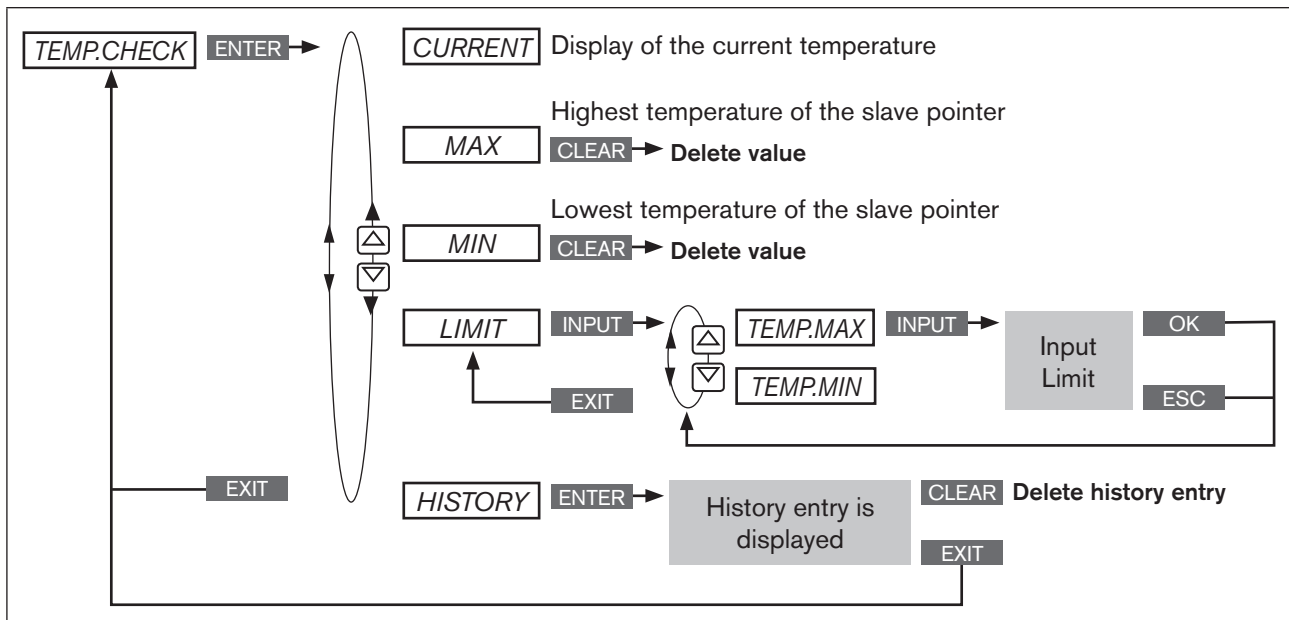 TEMP.CHECK ENTER
CURRENT Display of the current temperature
Highest temperature of the slave pointer
MAX CLEAR Delete value
Lowest temperature of the slave pointer
MIN CLEAR Delete value
LIMIT INPUT TEMP.MAX INPUT Input
Limit OK
EXIT TEMP.MIN ESC
EXIT
HISTORY ENTER History entry is
displayed CLEAR Delete history entry
EXIT